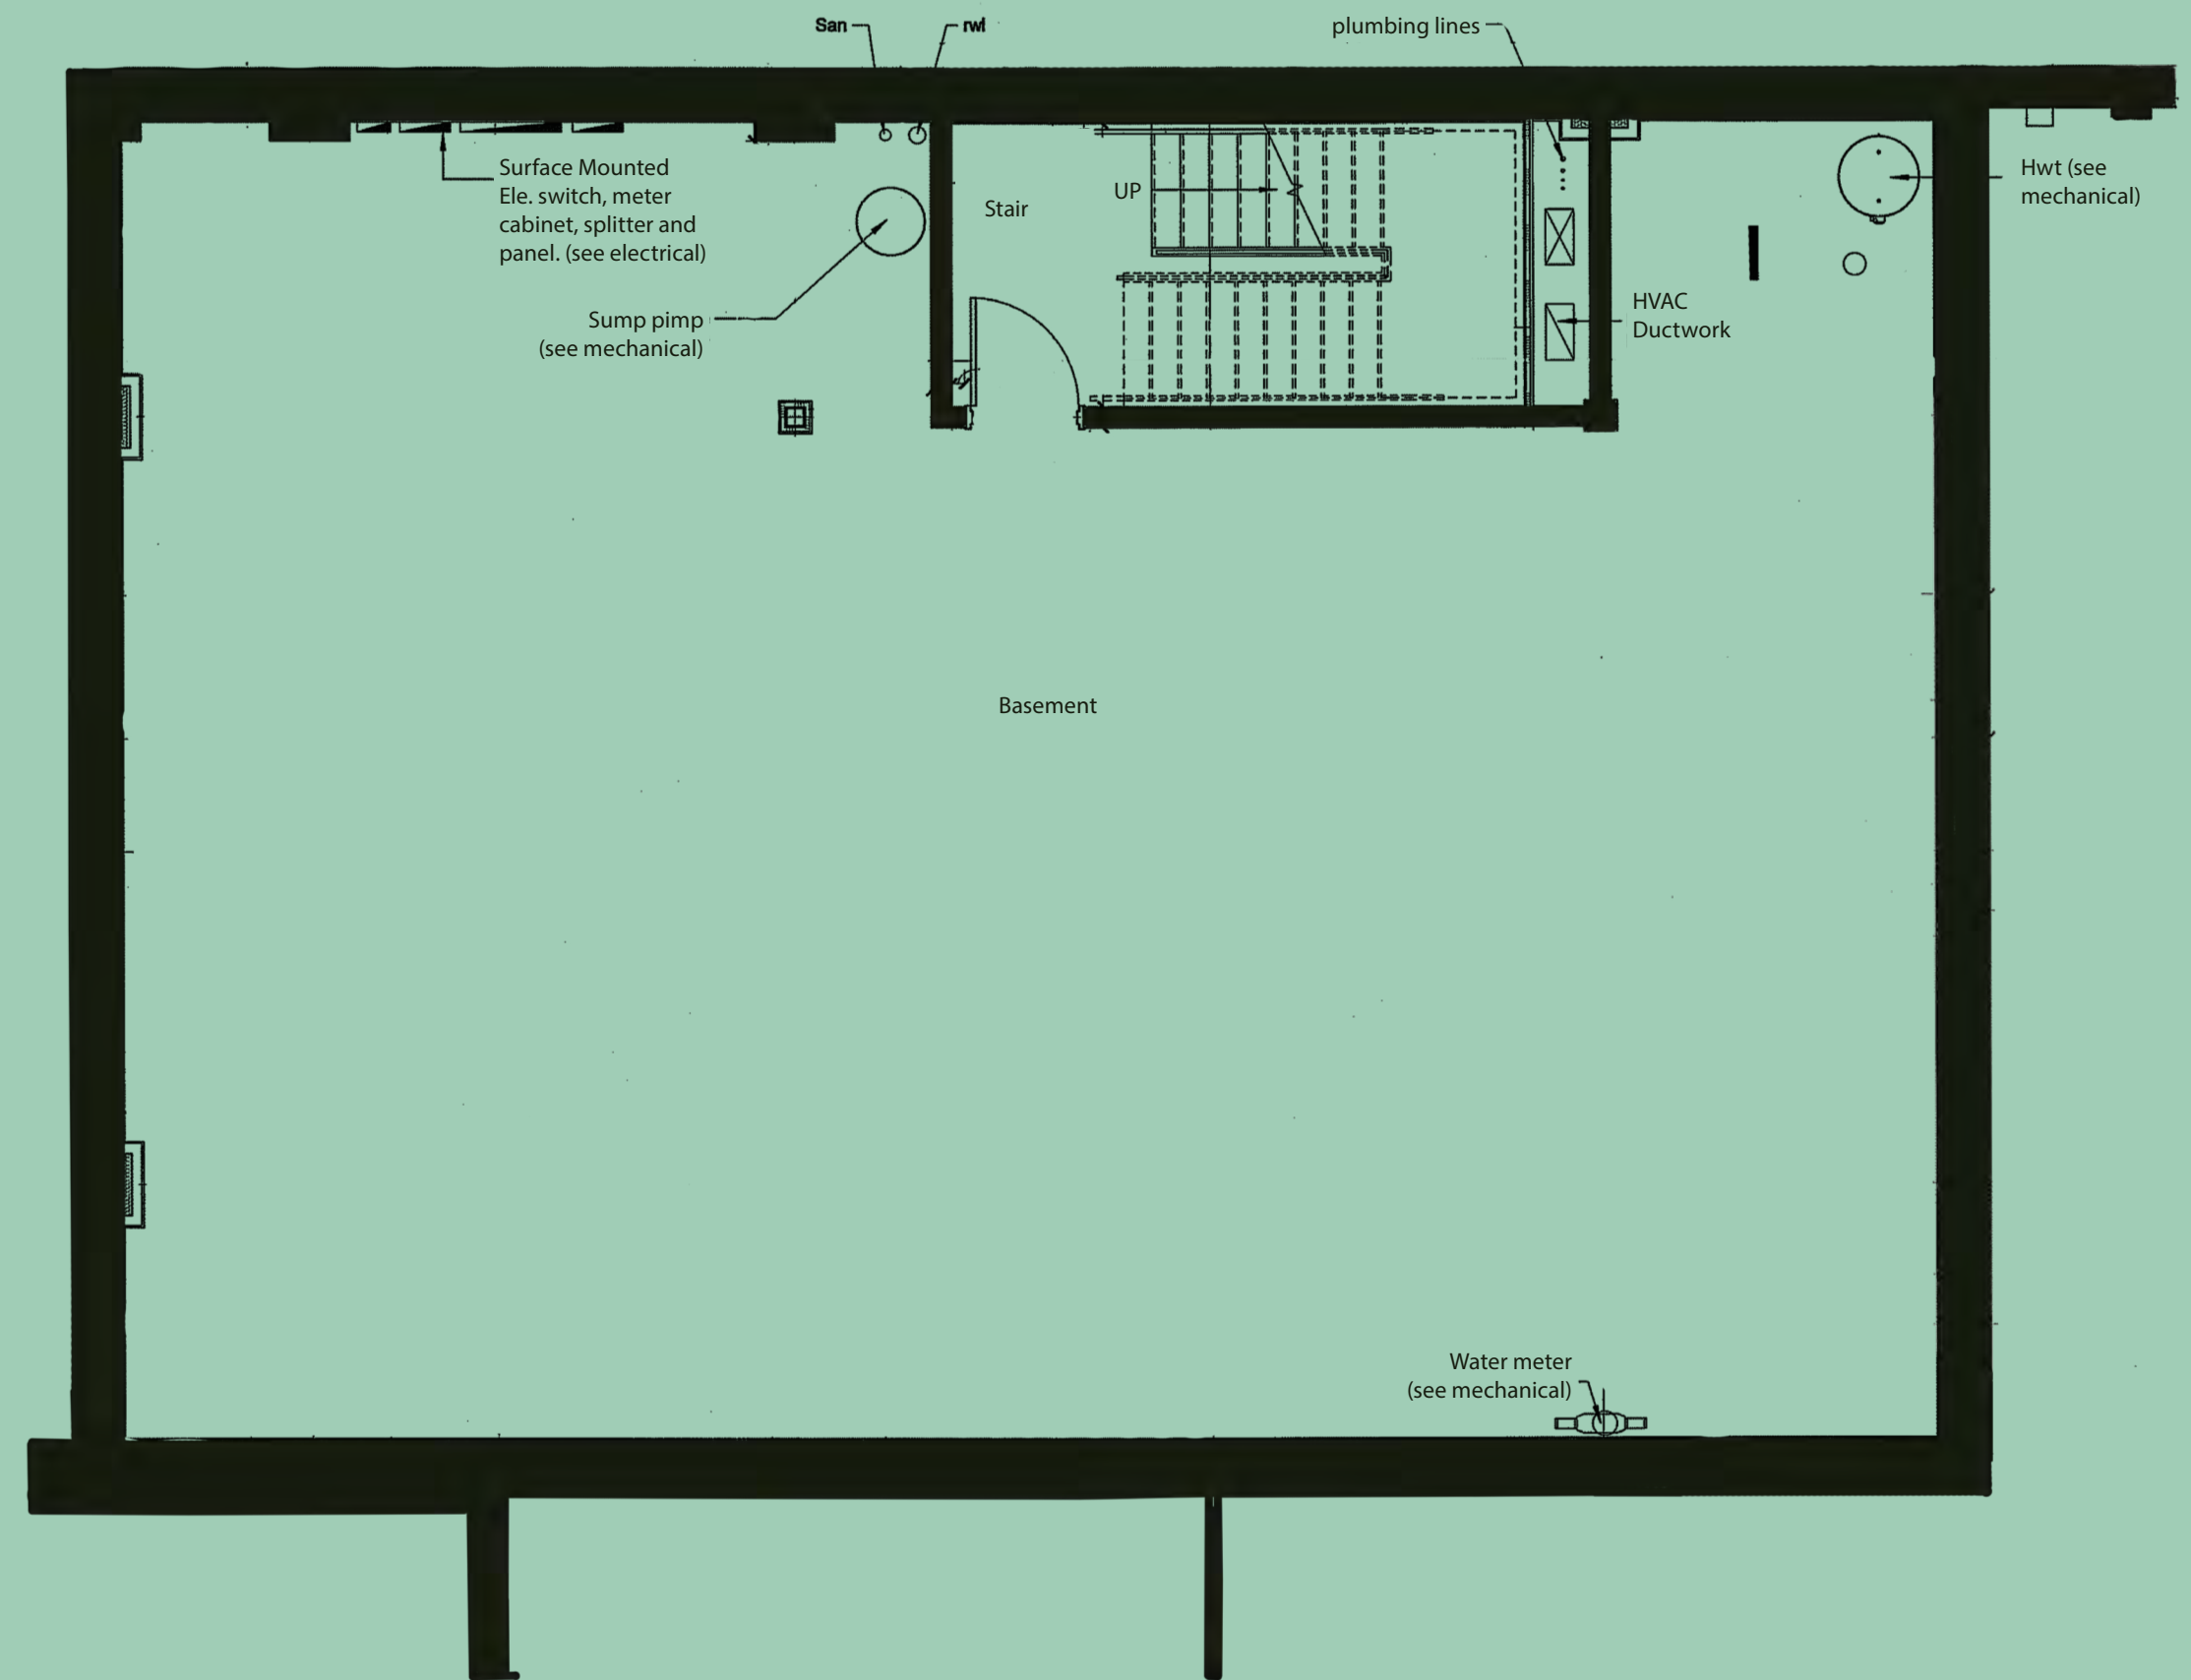 San
rwl
plumbing lines
Surface Mounted
Ele. switch, meter
cabinet, splitter and
panel. (see electrical)
UP
Stair
Hwt (see
mechanical)
Sump pimp
(see mechanical)
HVAC
Ductwork
Basement
Water meter
(see mechanical)